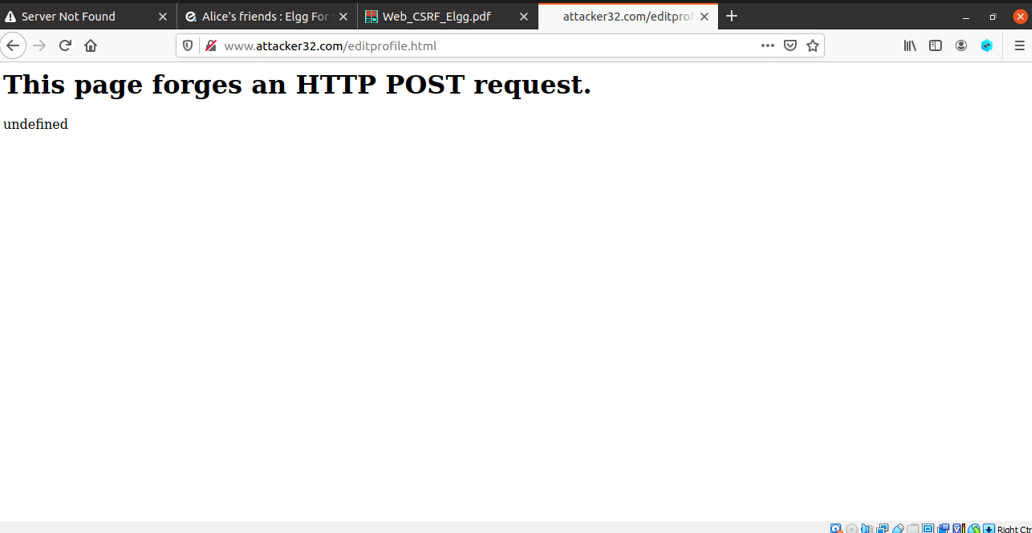 Server Not Found
Alice's friends : Elgg For
Web_CSRF_Elgg.pdf
attacker32.com/editprof
www.attacker32.com/editprofile.html
This page forges an HTTP POST request.
undefined
Right Ctr